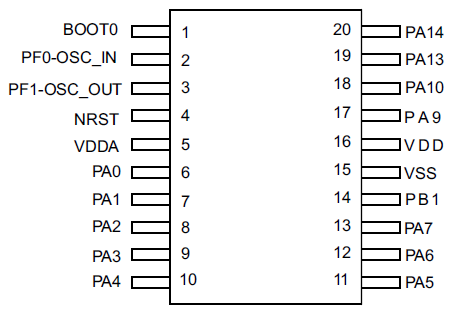 BOOT0 1 20 PA14
PF0-OSC_IN 2 19 PA13
PF1-OSC_OUT 3 18 PA10
NRST 4 17 PA9
VDDA 5 16 VDD
PA0 6 15 VSS
PA1 7 14 PB1
PA2 8 13 PA7
PA3 9 12 PA6
PA4 10 11 PA5